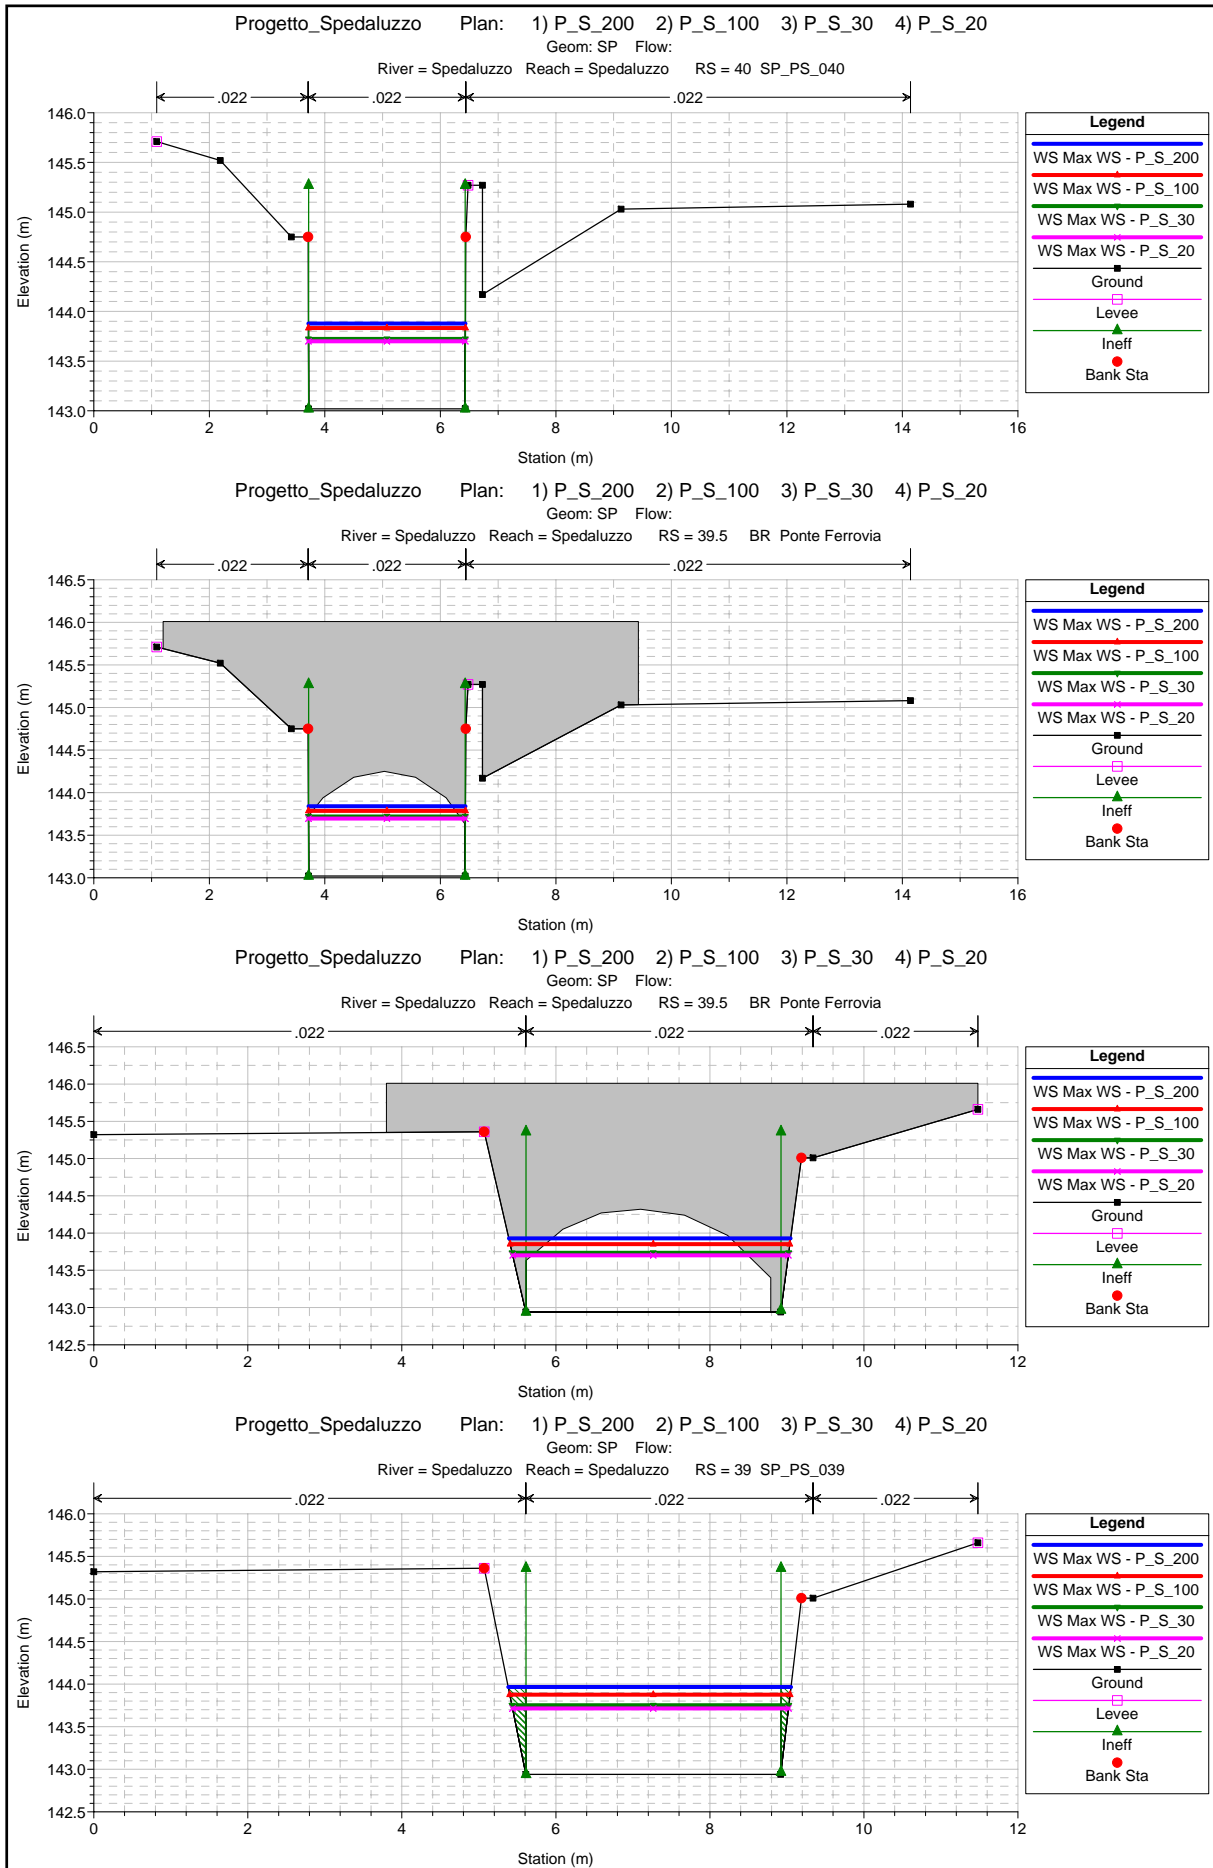 Progetto_Spedaluzzo Plan: 1) P_S_200 2) P_S_100 3) P_S_30 4) P_S_20
Geom: SP Flow:
River = Spedaluzzo Reach = Spedaluzzo RS = 40 SP_PS_040
.022 .022 .022
146.0
145.5
145.0
144.5
144.0
143.5
143.0
Elevation (m)
0 2 4 6 8 10 12 14 16
Station (m)
Legend
WS Max WS - P_S_200
WS Max WS - P_S_100
WS Max WS - P_S_30
WS Max WS - P_S_20
Ground
Levee
Ineff
Bank Sta
Progetto_Spedaluzzo Plan: 1) P_S_200 2) P_S_100 3) P_S_30 4) P_S_20
Geom: SP Flow:
River = Spedaluzzo Reach = Spedaluzzo RS = 39.5 BR Ponte Ferrovia
.022 .022 .022
146.5
146.0
145.5
145.0
144.5
144.0
143.5
143.0
Elevation (m)
0 2 4 6 8 10 12 14 16
Station (m)
Legend
WS Max WS - P_S_200
WS Max WS - P_S_100
WS Max WS - P_S_30
WS Max WS - P_S_20
Ground
Levee
Ineff
Bank Sta
Progetto_Spedaluzzo Plan: 1) P_S_200 2) P_S_100 3) P_S_30 4) P_S_20
Geom: SP Flow:
River = Spedaluzzo Reach = Spedaluzzo RS = 39.5 BR Ponte Ferrovia
.022 .022 .022
146.5
146.0
145.5
145.0
144.5
144.0
143.5
143.0
142.5
Elevation (m)
0 2 4 6 8 10 12
Station (m)
Legend
WS Max WS - P_S_200
WS Max WS - P_S_100
WS Max WS - P_S_30
WS Max WS - P_S_20
Ground
Levee
Ineff
Bank Sta
Progetto_Spedaluzzo Plan: 1) P_S_200 2) P_S_100 3) P_S_30 4) P_S_20
Geom: SP Flow:
River = Spedaluzzo Reach = Spedaluzzo RS = 39 SP_PS_039
.022 .022 .022
146.0
145.5
145.0
144.5
144.0
143.5
143.0
142.5
Elevation (m)
0 2 4 6 8 10 12
Station (m)
Legend
WS Max WS - P_S_200
WS Max WS - P_S_100
WS Max WS - P_S_30
WS Max WS - P_S_20
Ground
Levee
Ineff
Bank Sta